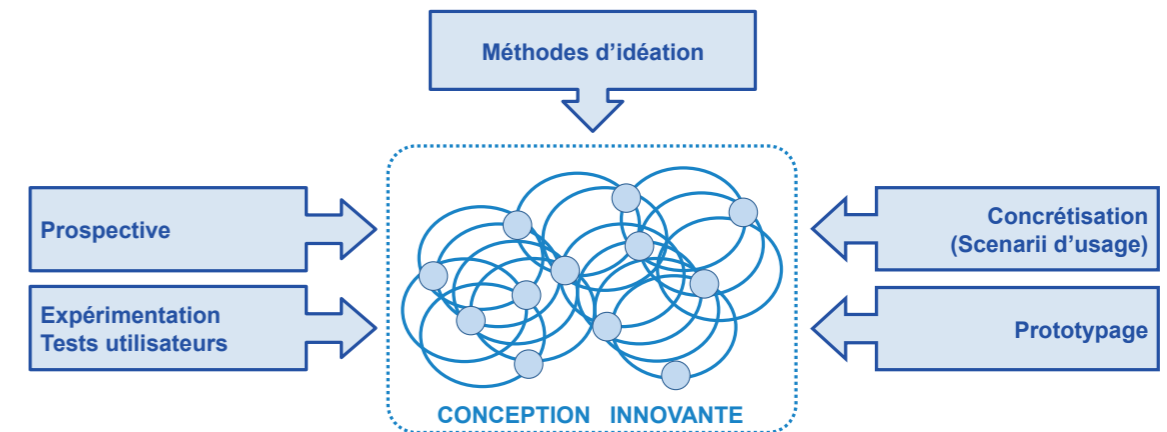 Méthodes d’idéation
Prospective
Concrétisation
(Scenarii d’usage)
Expérimentation
Tests utilisateurs
Prototypage
CONCEPTION INNOVANTE